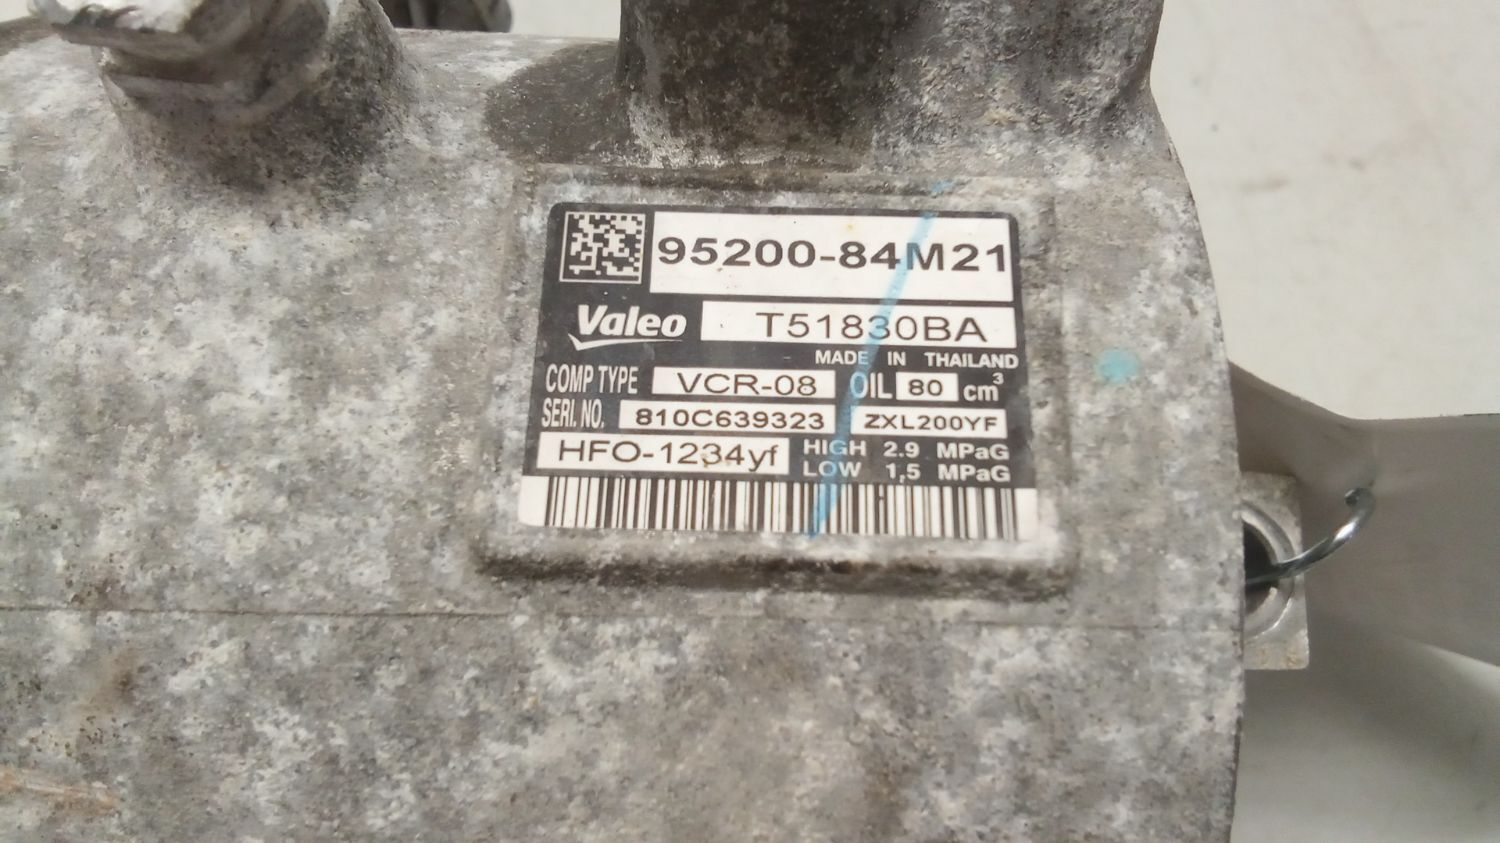 95200-84M21
Valeo T51830BA
MADE IN THAILAND
COMP TYPE VCR-08 OIL 80 cm³
SERI. NO. 810C639323 ZXL200YF
HFO-1234yf HIGH 2.9 MPaG
LOW 1,5 MPaG